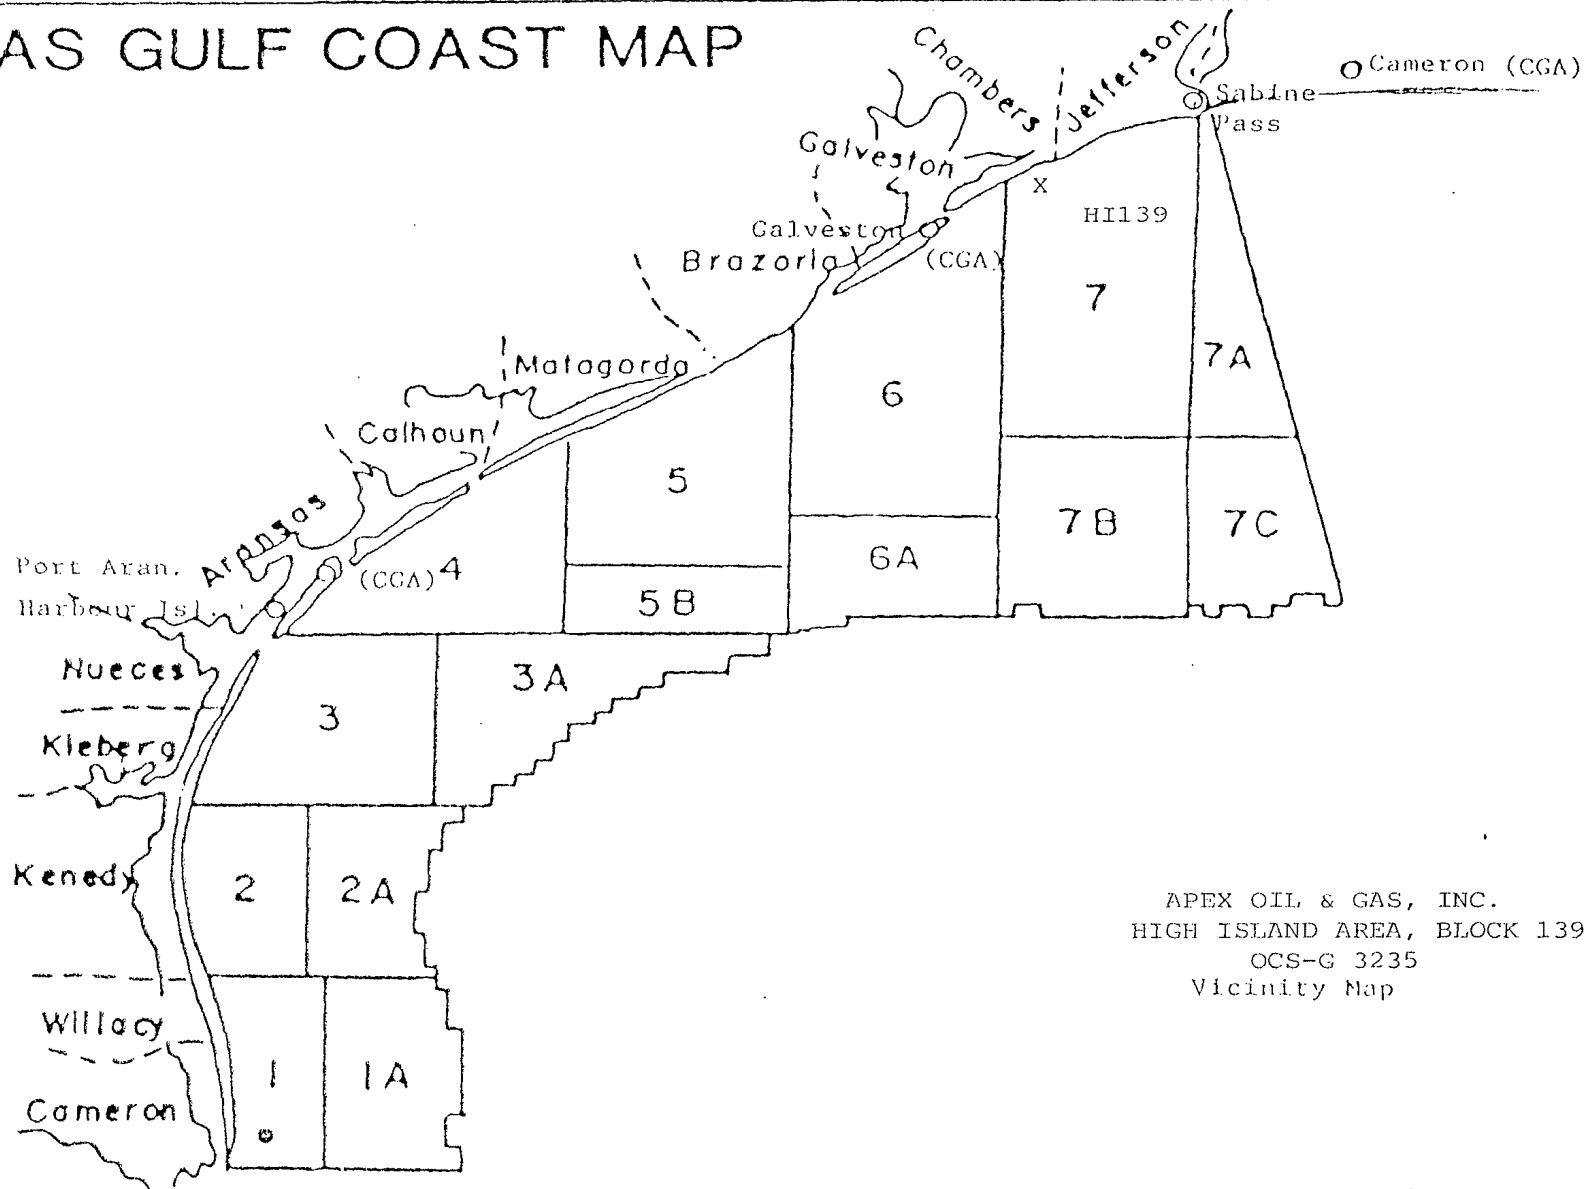 AS GULF COAST MAP
Chambers
Jefferson
Cameron (CGA)
Sabine
Pass
Galveston
X
HI139
Galveston
(CGA)
Brazoria
7
7A
Matagorda
6
Calhoun
5
7B
7C
Aransas
6A
Port Aran.
(CGA)
4
Harbour Isl.
5B
Nueces
3A
3
Kleberg
Kenedy
2
2A
APEX OIL & GAS, INC.
HIGH ISLAND AREA, BLOCK 139
OCS-G 3235
Vicinity Map
Willacy
1
1A
Cameron